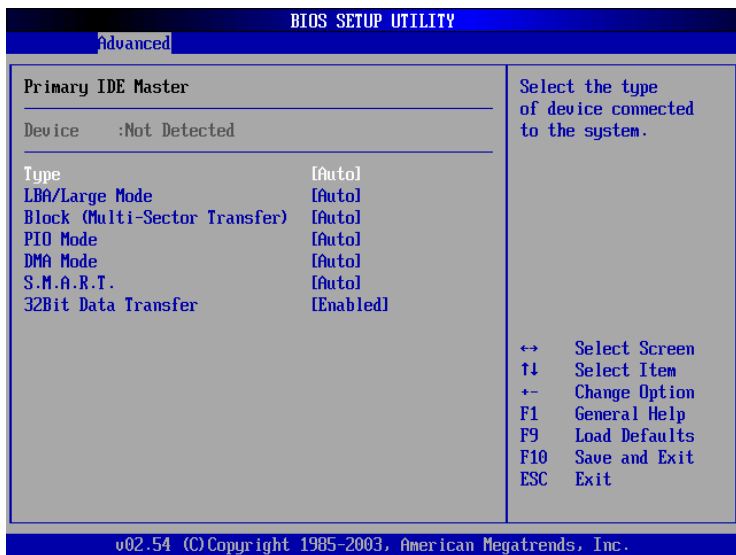 BIOS SETUP UTILITY
Advanced
Primary IDE Master
Device :Not Detected
Type [Auto]
LBA/Large Mode [Auto]
Block (Multi-Sector Transfer) [Auto]
PIO Mode [Auto]
DMA Mode [Auto]
S.M.A.R.T. [Auto]
32Bit Data Transfer [Enabled]
Select the type
of device connected
to the system.
↔ Select Screen
↑↓ Select Item
+- Change Option
F1 General Help
F9 Load Defaults
F10 Save and Exit
ESC Exit
v02.54 (C)Copyright 1985-2003, American Megatrends, Inc.